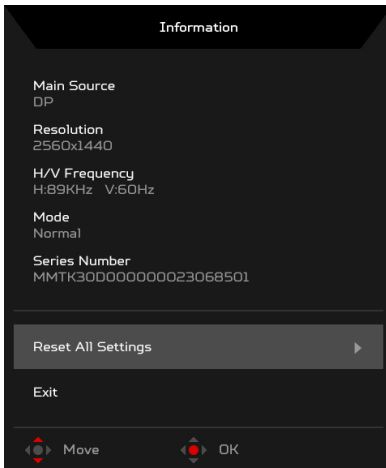 Information
Main Source
DP
Resolution
2560x1440
H/V Frequency
H:89KHz V:60Hz
Mode
Normal
Series Number
MMTK30D000000023068501
Reset All Settings
Exit
Move OK